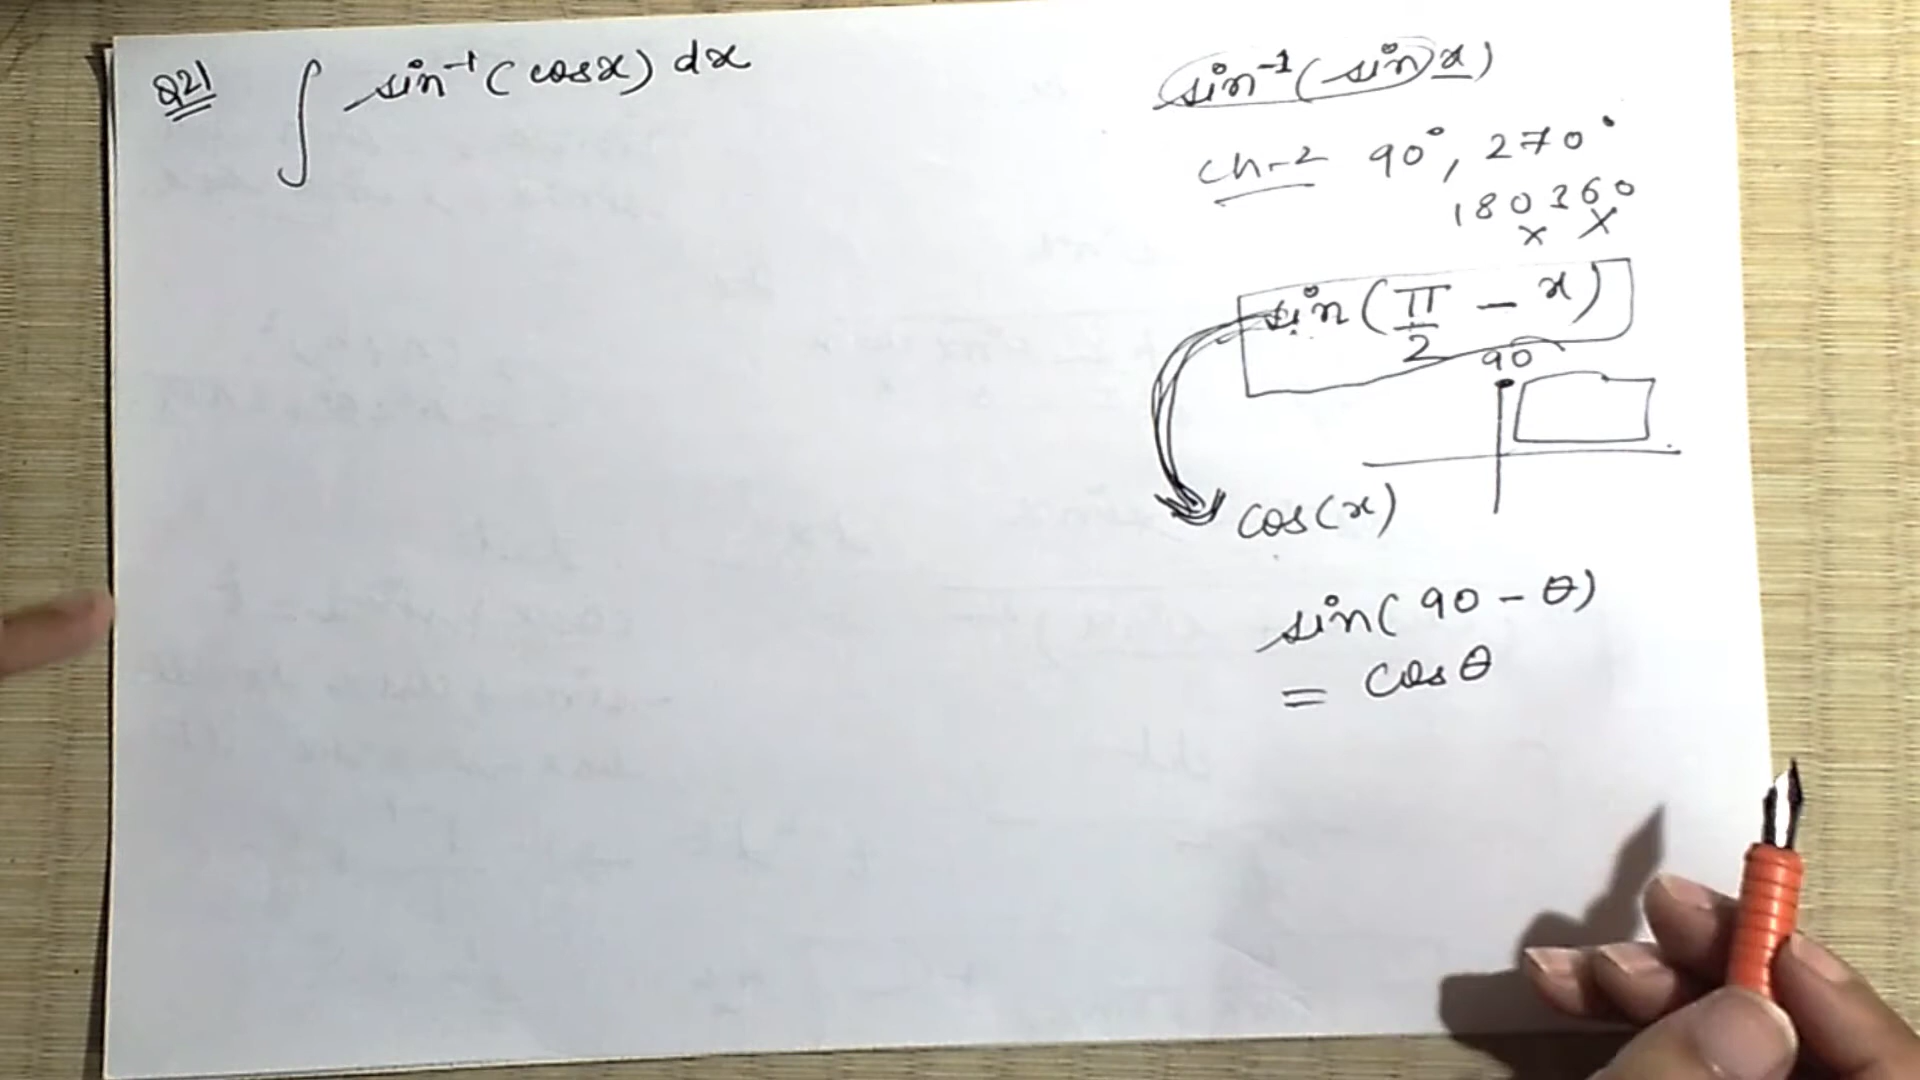 Q21 ∫ sin⁻¹(cosx) dx
sin⁻¹(sin x)
ch-2 90°, 270°
180 360
x x
sin(π/2 - x)
90
cos(x)
sin(90-θ)
= cosθ